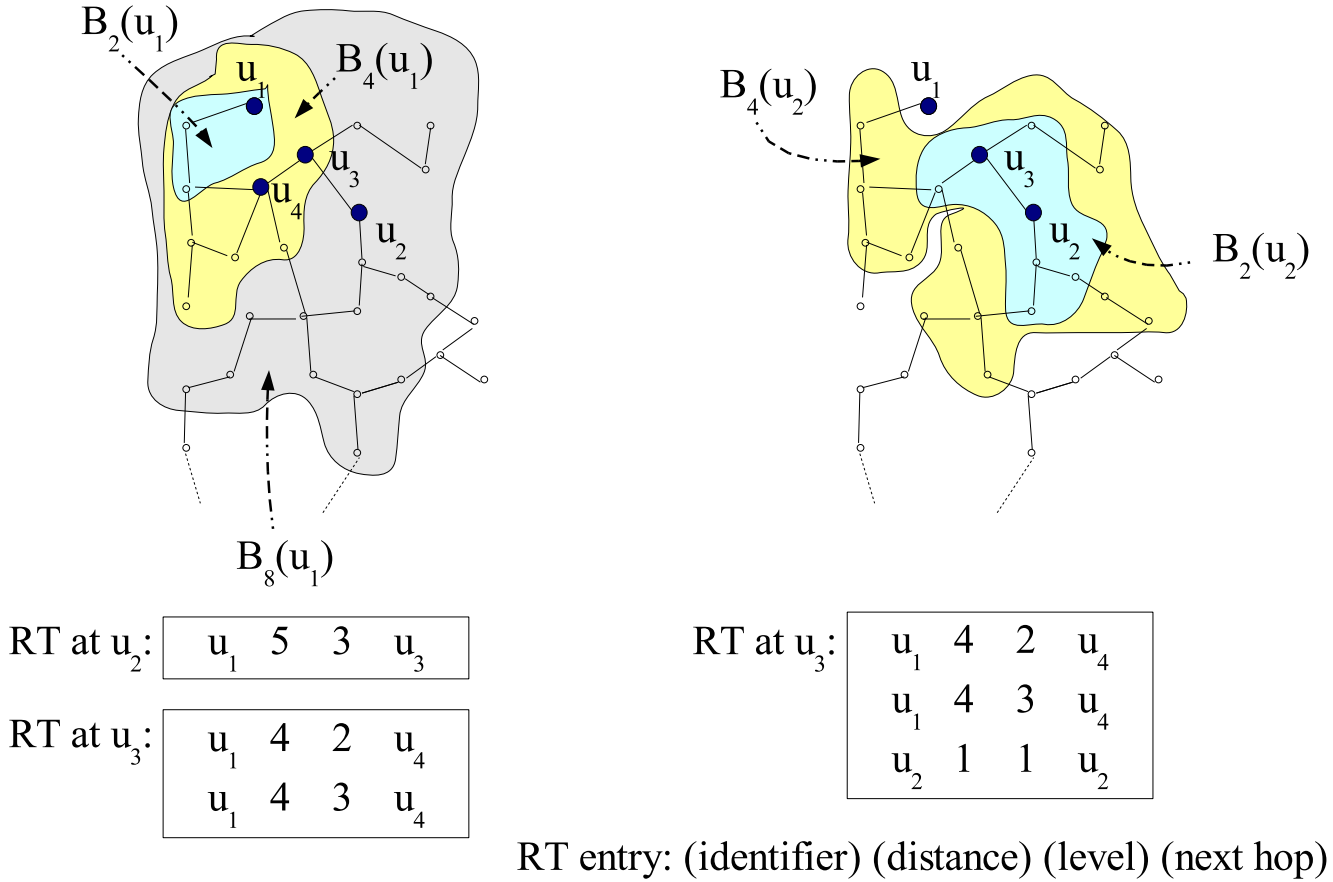 B₂(u₁)
B₄(u₁)
u₁
u₃
u₄
u₂
B₈(u₁)
B₄(u₂)
u₁
u₃
u₂
B₂(u₂)
RT at u₂: u₁ 5 3 u₃
RT at u₃: u₁ 4 2 u₄
u₁ 4 3 u₄
RT at u₃: u₁ 4 2 u₄
u₁ 4 3 u₄
u₂ 1 1 u₂
RT entry: (identifier) (distance) (level) (next hop)